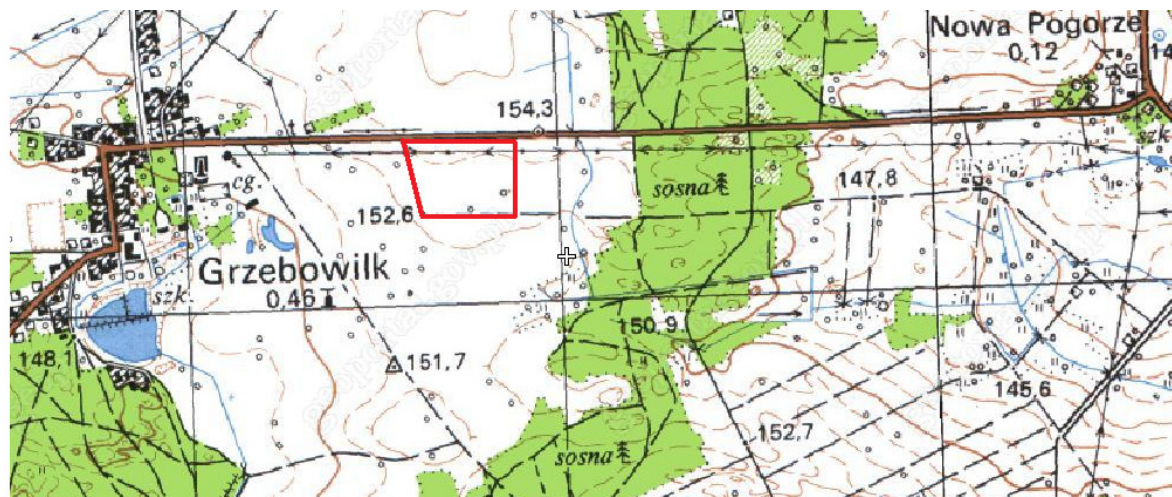 Nowa Pogorze
0,12
14
154,3
szk.
cg.
sosna
147,8
152,6
Grzebowilk
0.46
szk.
150,9
148,1
151,7
145,6
152,7
sosna